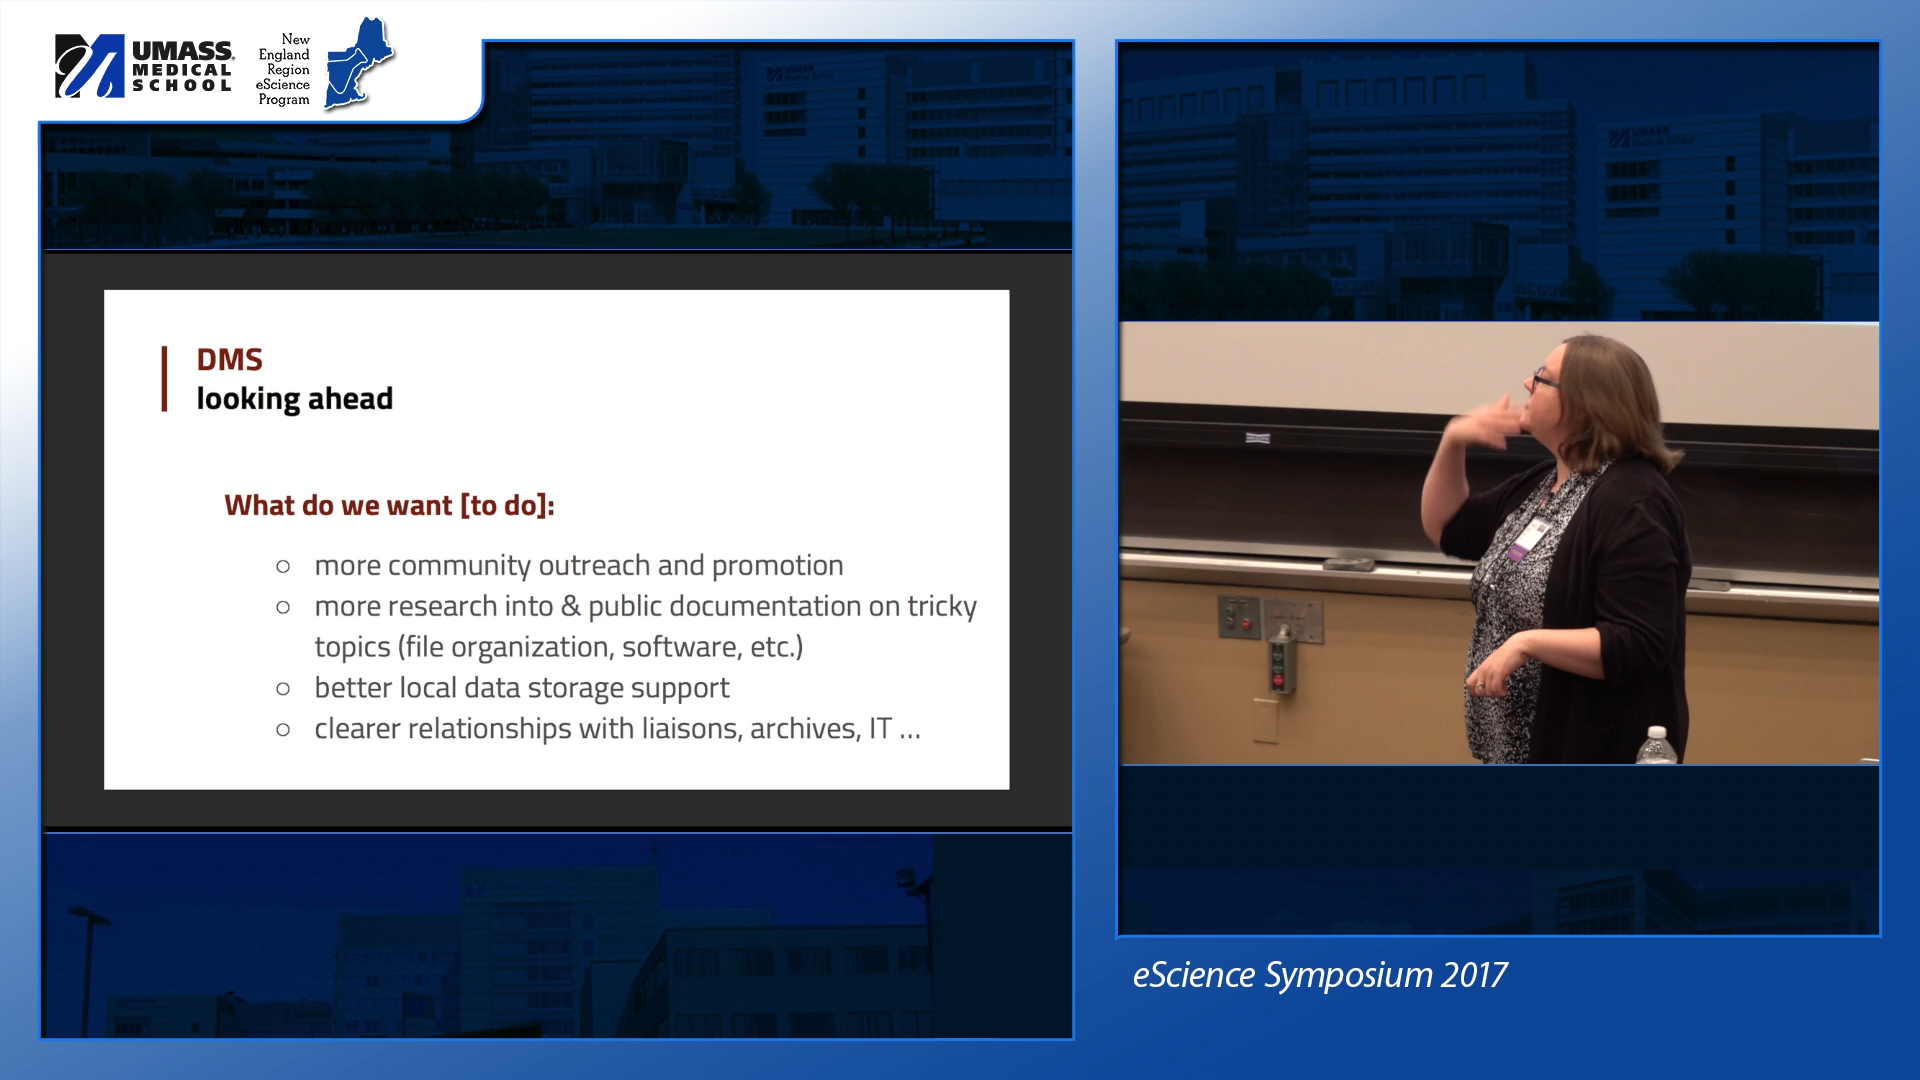 UMASS
MEDICAL
SCHOOL
New
England
Region
eScience
Program
DMS
looking ahead
What do we want [to do]:
○ more community outreach and promotion
○ more research into & public documentation on tricky
topics (file organization, software, etc.)
○ better local data storage support
○ clearer relationships with liaisons, archives, IT ...
eScience Symposium 2017